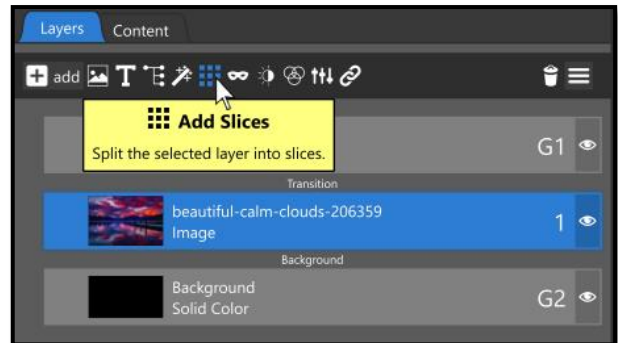 Layers Content
add
Add Slices
Split the selected layer into slices.
G1
Transition
beautiful-calm-clouds-206359
Image
1
Background
Background
Solid Color
G2